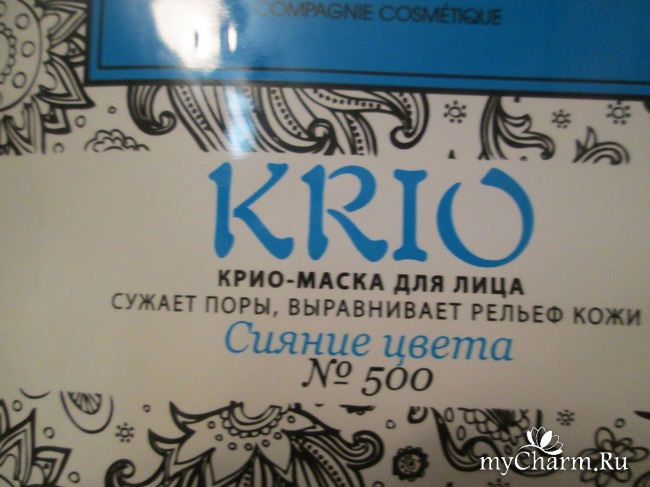 COMPAGNIE COSMÉTIQUE
KRIO
КРИО-МАСКА ДЛЯ ЛИЦА
СУЖАЕТ ПОРЫ, ВЫРАВНИВАЕТ РЕЛЬЕФ КОЖИ
Сияние цвета
№ 500
myCharm.Ru